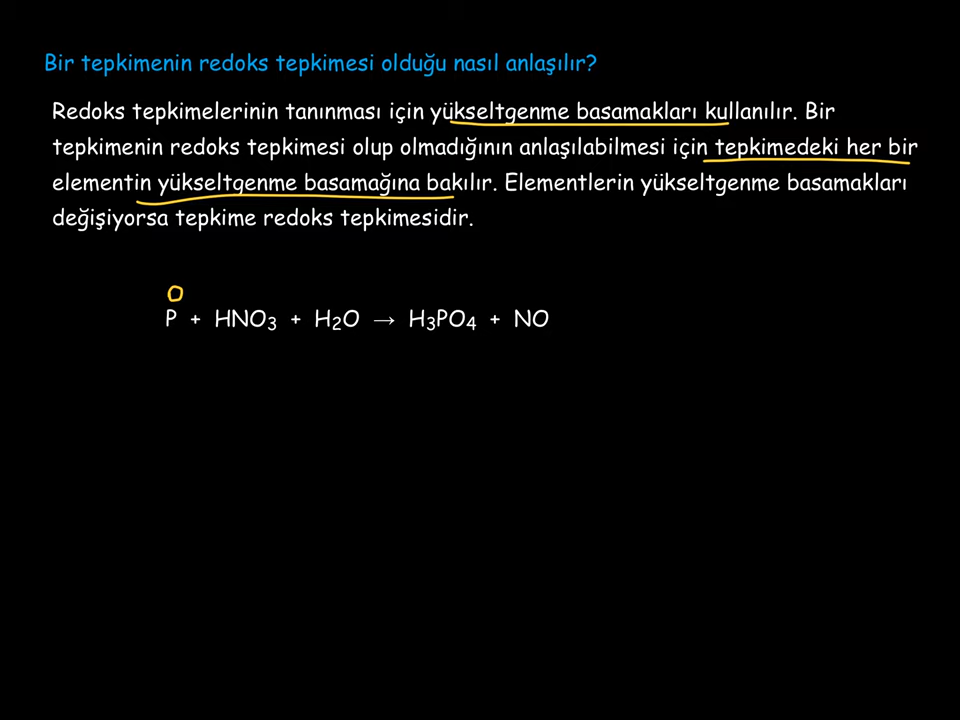 Bir tepkimenin redoks tepkimesi olduğu nasıl anlaşılır?
Redoks tepkimelerinin tanınması için yükseltgenme basamakları kullanılır. Bir
tepkimenin redoks tepkimesi olup olmadığının anlaşılabilmesi için tepkimedeki her bir
elementin yükseltgenme basamağına bakılır. Elementlerin yükseltgenme basamakları
değişiyorsa tepkime redoks tepkimesidir.
0
P + HNO3 + H2O → H3PO4 + NO